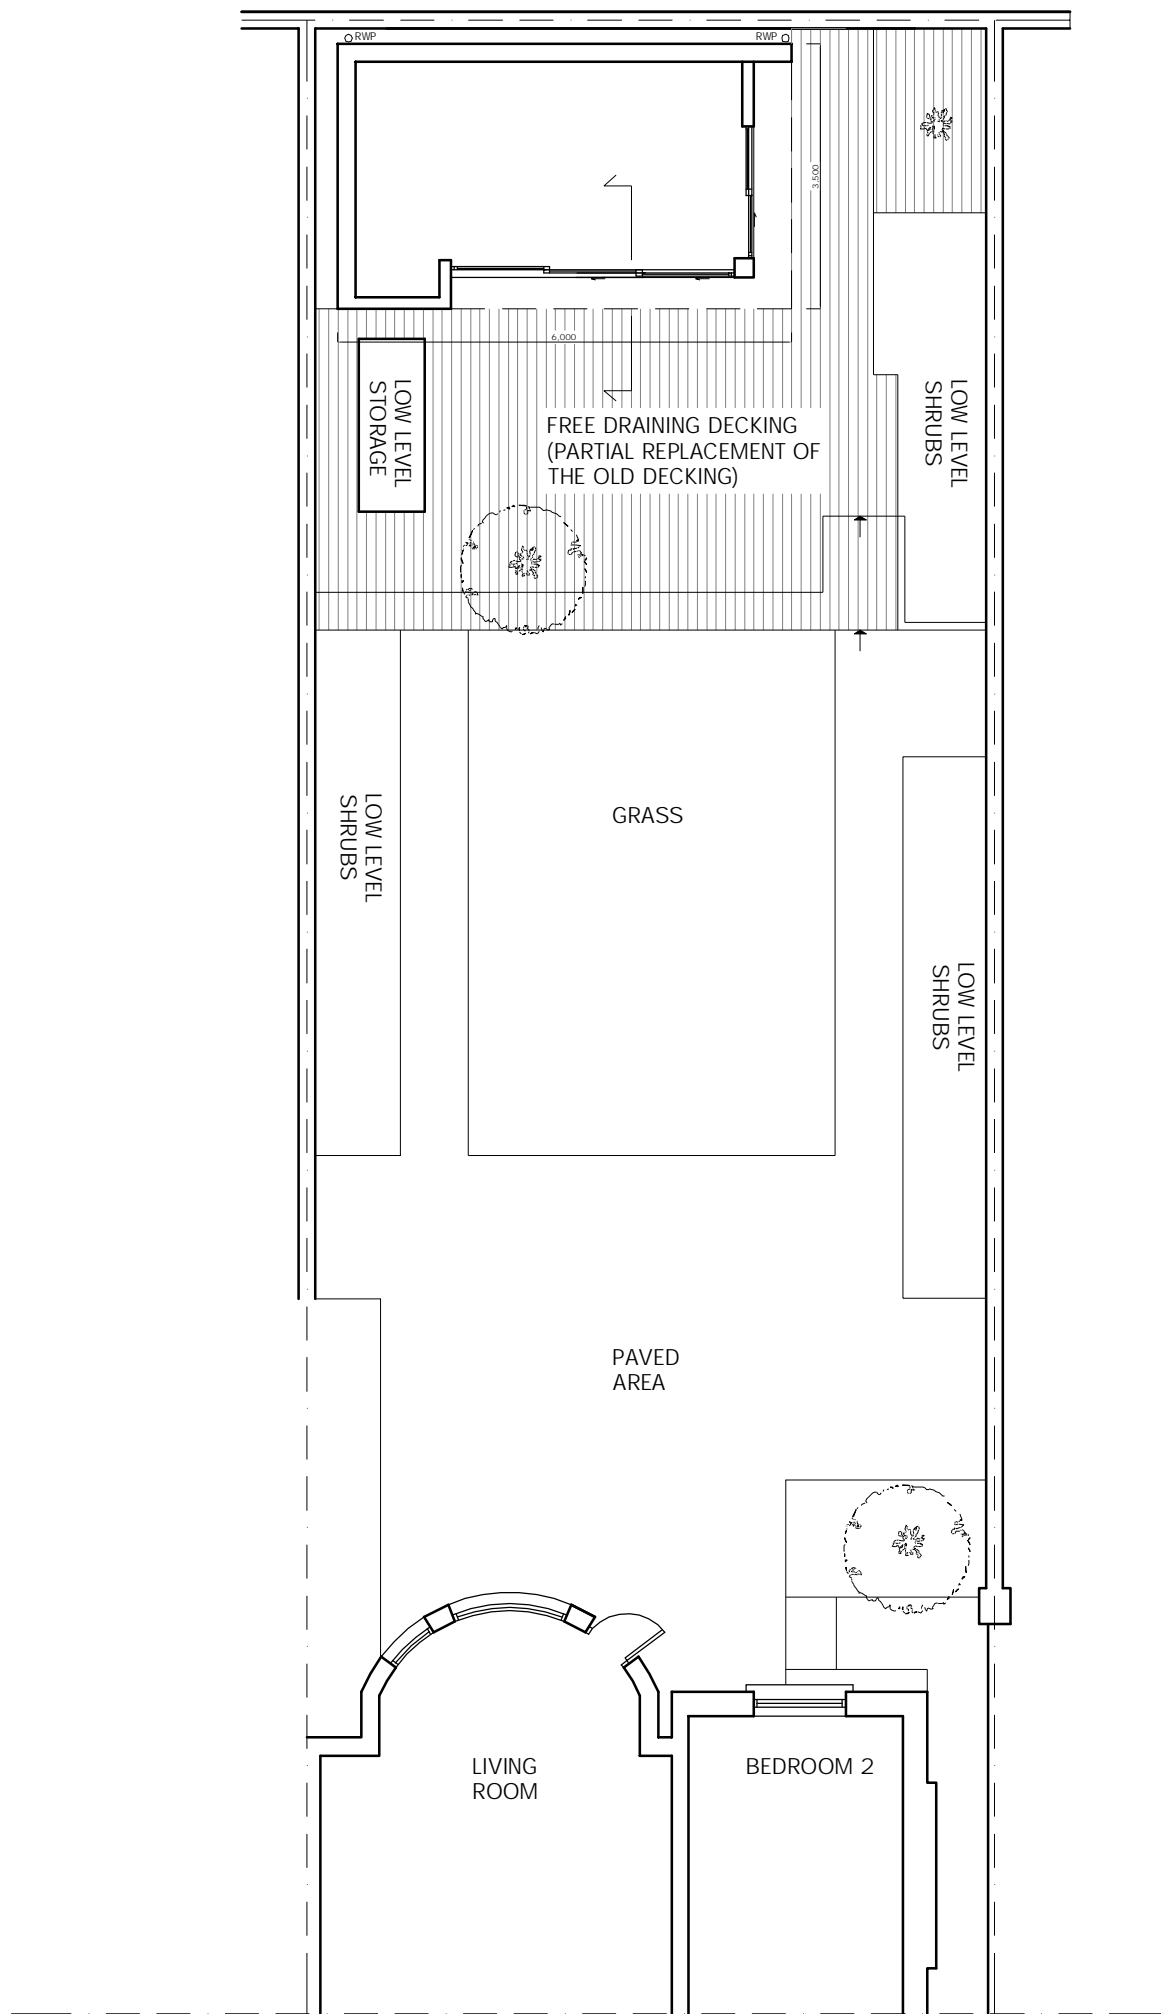 RWP
RWP
3,500
6,000
LOW LEVEL
STORAGE
FREE DRAINING DECKING
(PARTIAL REPLACEMENT OF
THE OLD DECKING)
LOW LEVEL
SHRUBS
LOW LEVEL
SHRUBS
GRASS
LOW LEVEL
SHRUBS
PAVED
AREA
LIVING
ROOM
BEDROOM 2